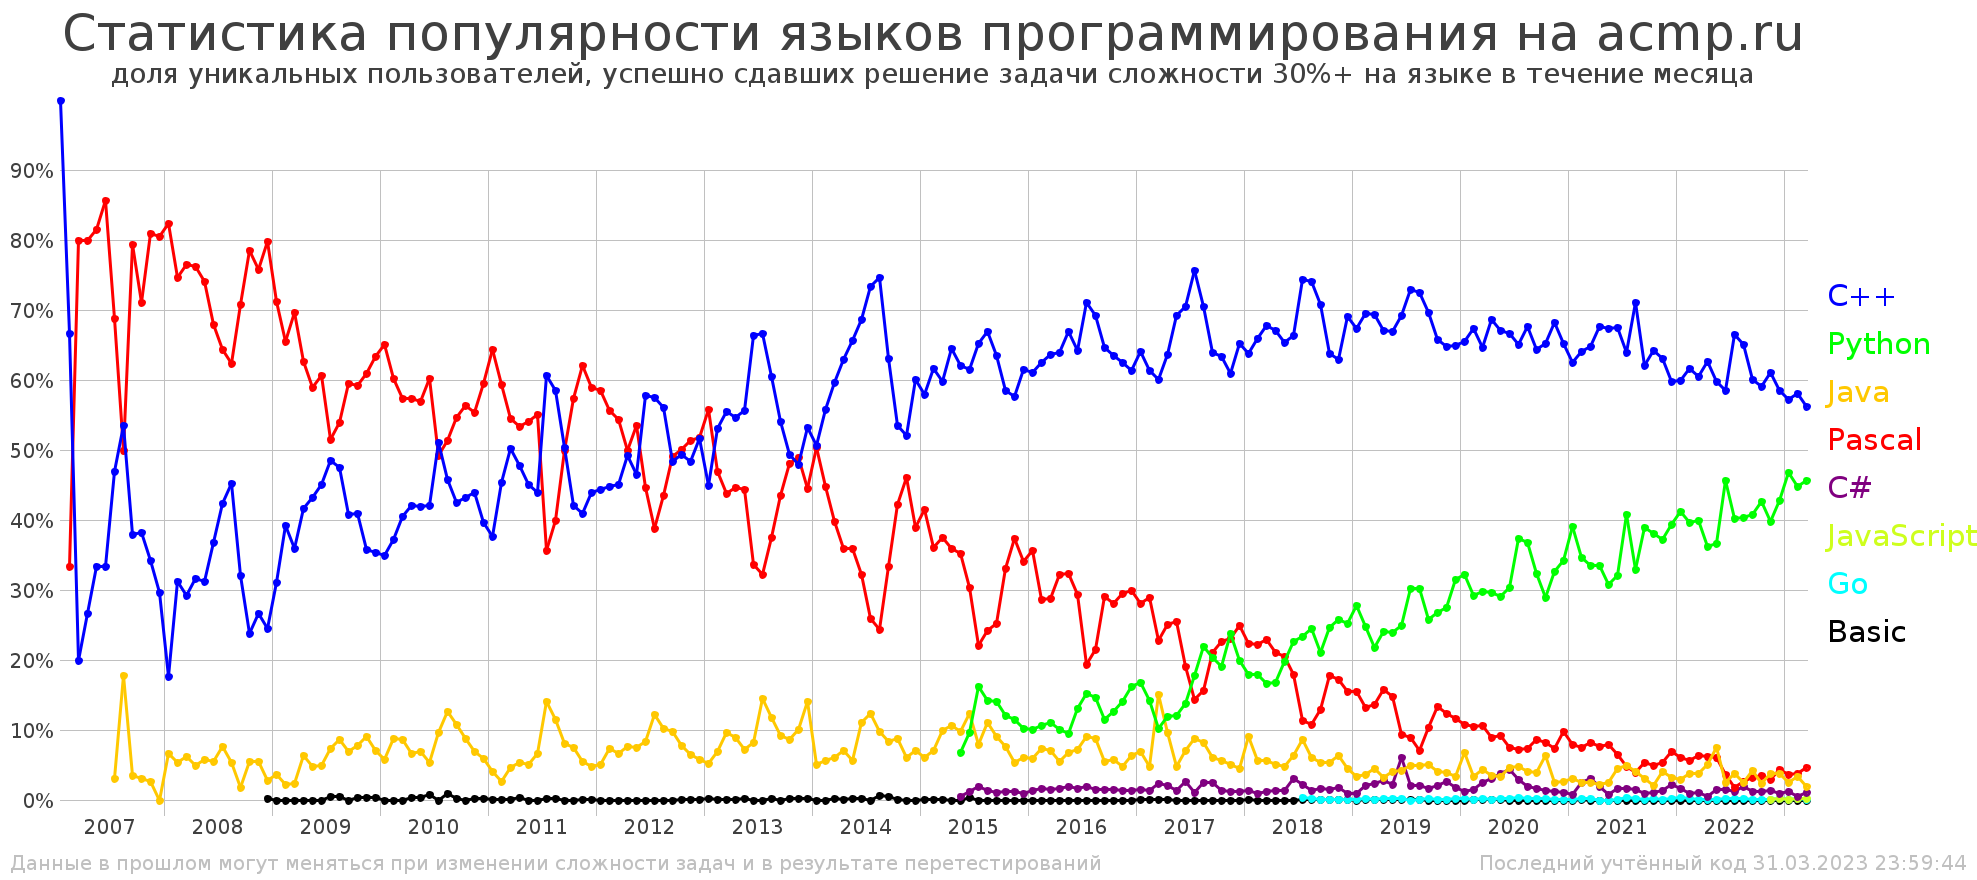 Статистика популярности языков программирования на acmp.ru
доля уникальных пользователей, успешно сдавших решение задачи сложности 30%+ на языке в течение месяца
90%
80%
70%
60%
50%
40%
30%
20%
10%
0%
C++
Python
Java
Pascal
C#
JavaScript
Go
Basic
2007 2008 2009 2010 2011 2012 2013 2014 2015 2016 2017 2018 2019 2020 2021 2022
Данные в прошлом могут меняться при изменении сложности задач и в результате перетестирований
Последний учтённый код 31.03.2023 23:59:44